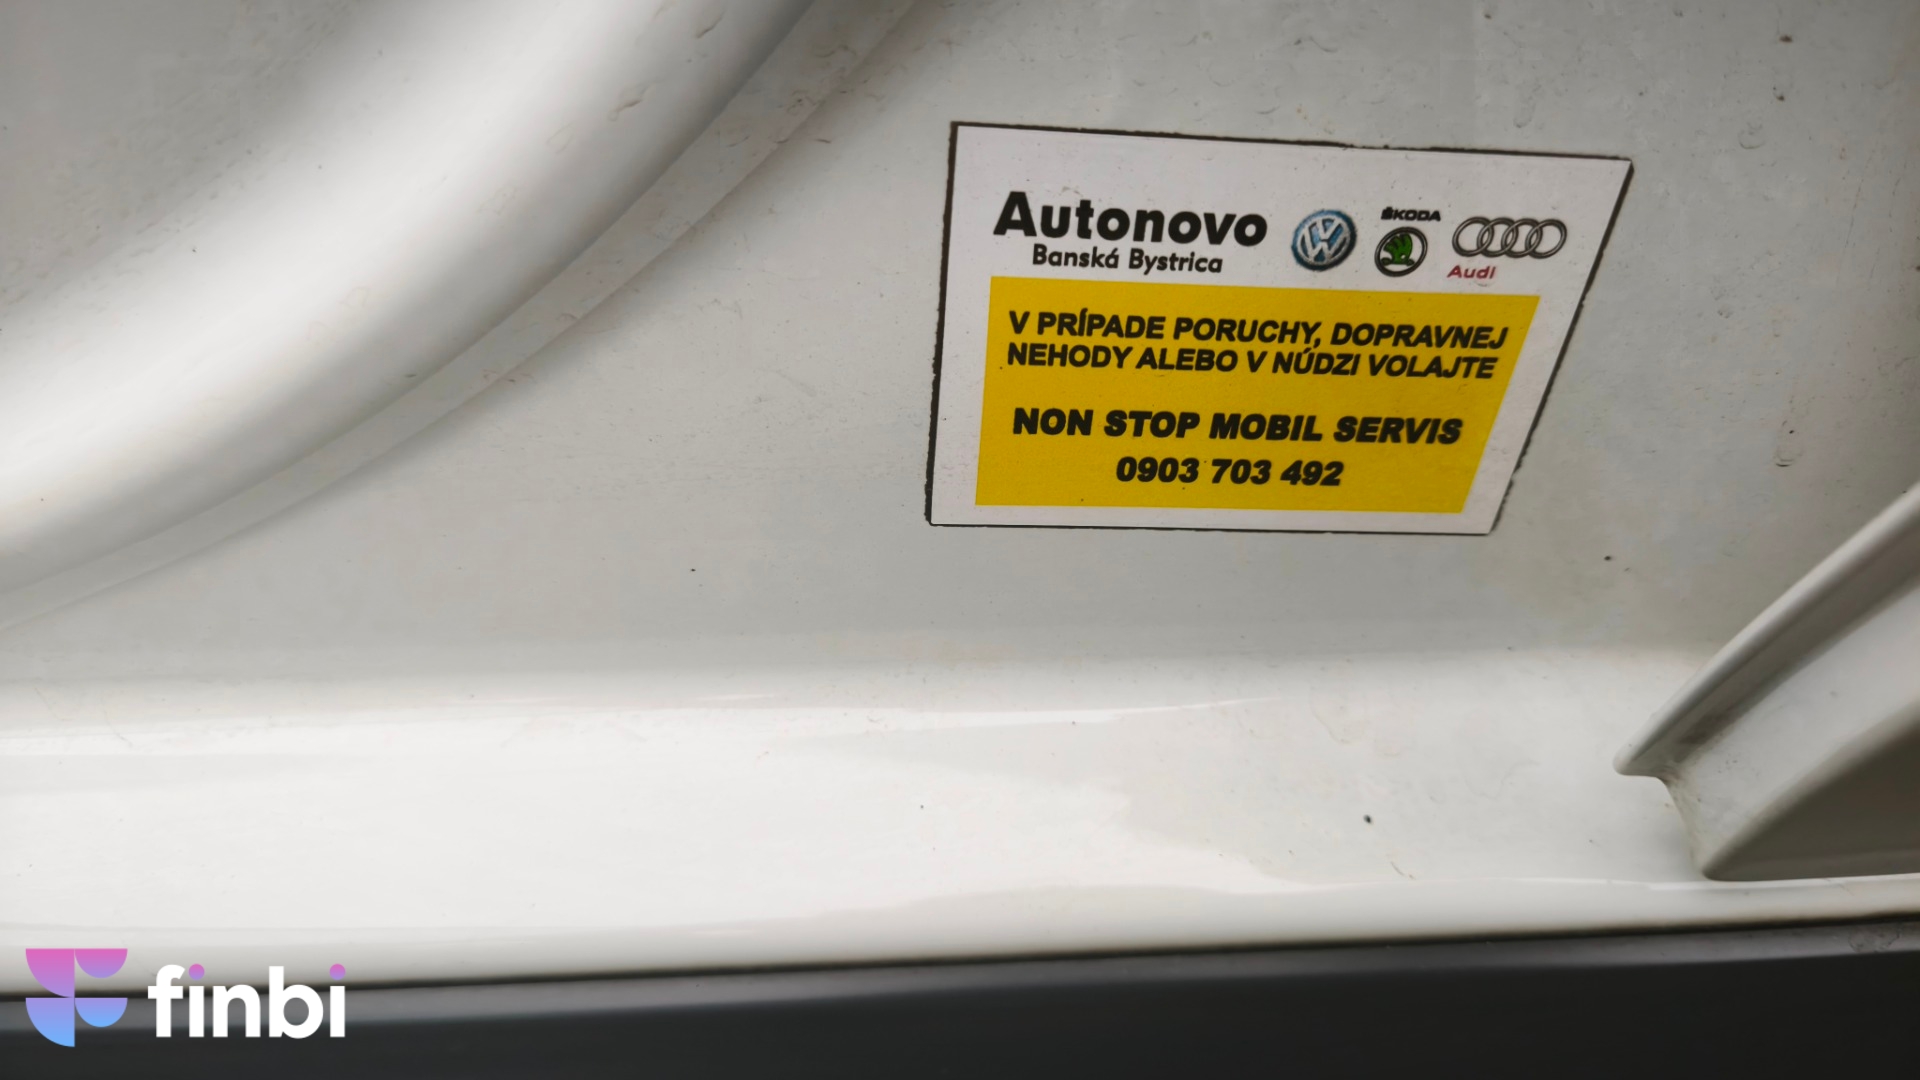 Autonovo
Banská Bystrica
ŠKODA
Audi
V PRÍPADE PORUCHY, DOPRAVNEJ
NEHODY ALEBO V NÚDZI VOLAJTE
NON STOP MOBIL SERVIS
0903 703 492
finbi